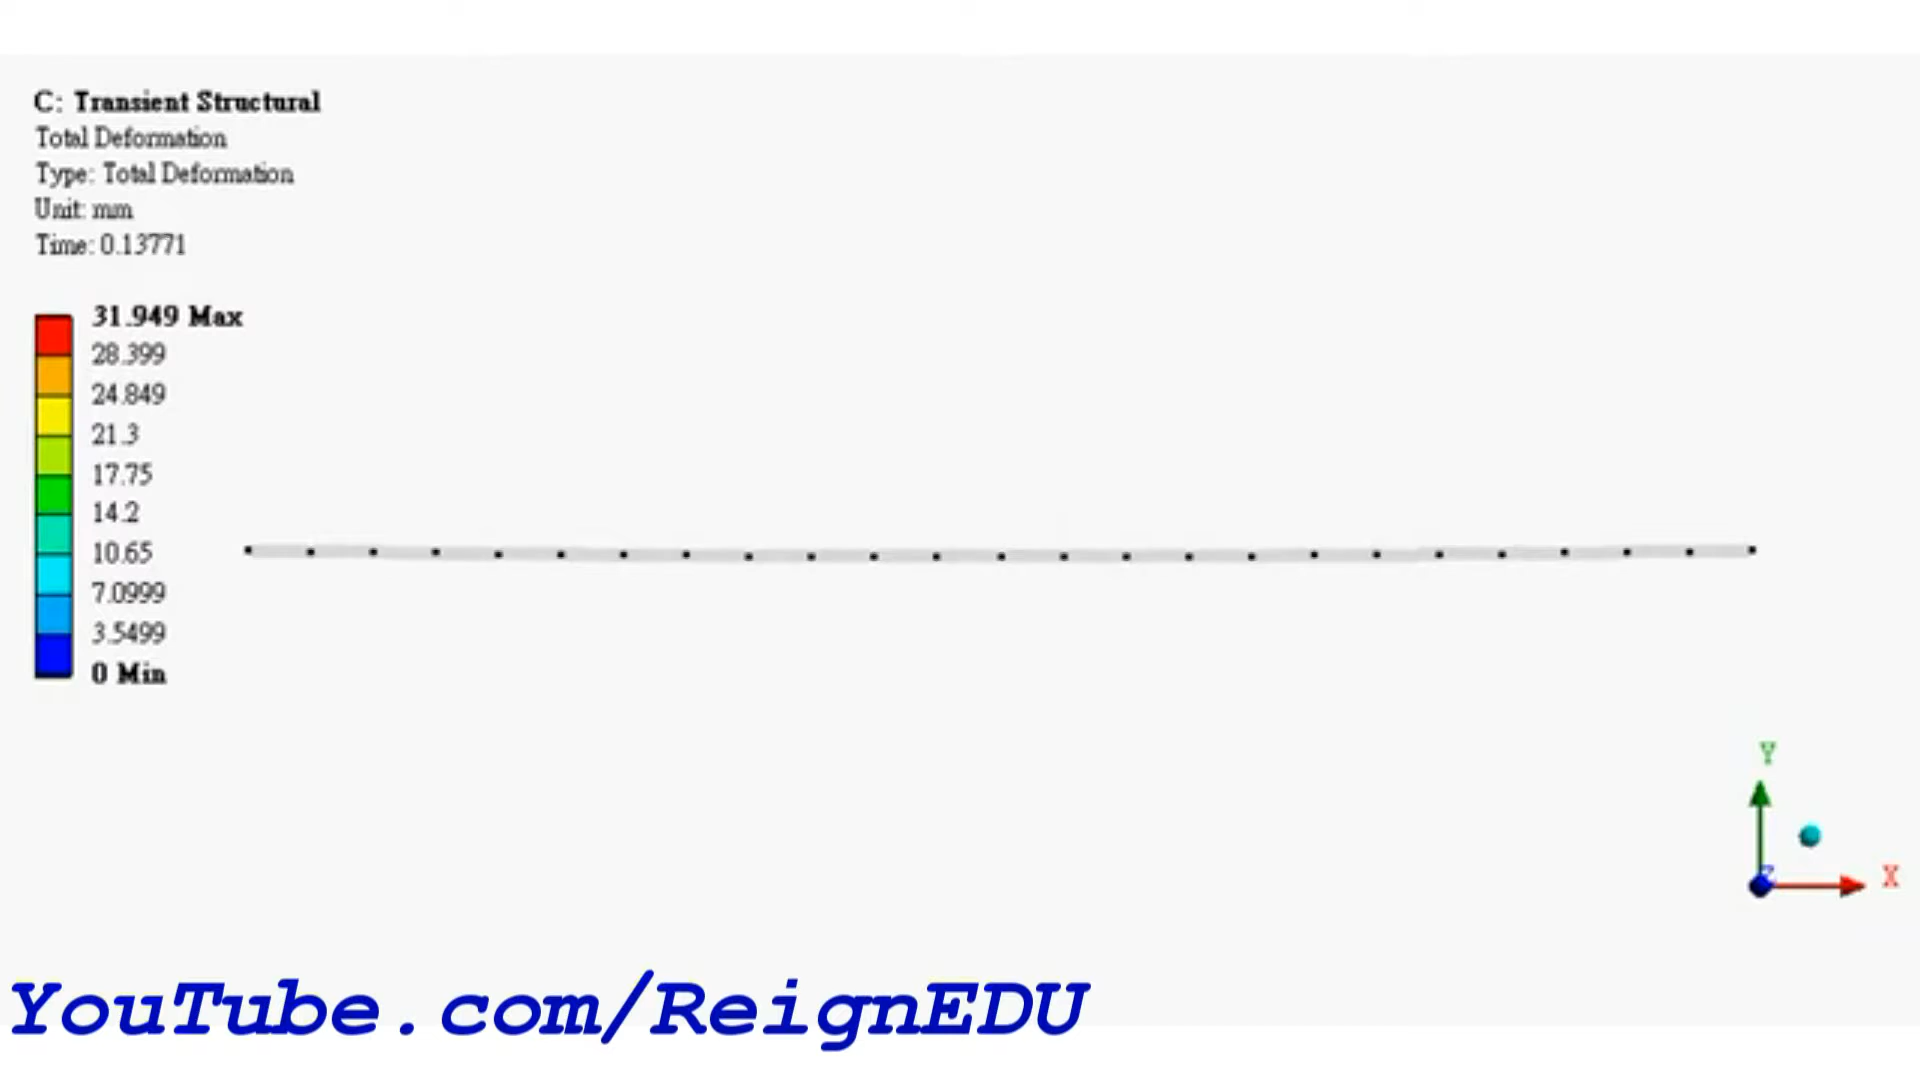 C: Transient Structural
Total Deformation
Type: Total Deformation
Unit: mm
Time: 0.13771
31.949 Max
28.399
24.849
21.3
17.75
14.2
10.65
7.0999
3.5499
0 Min
Y
Z
X
YouTube.com/ReignEDU